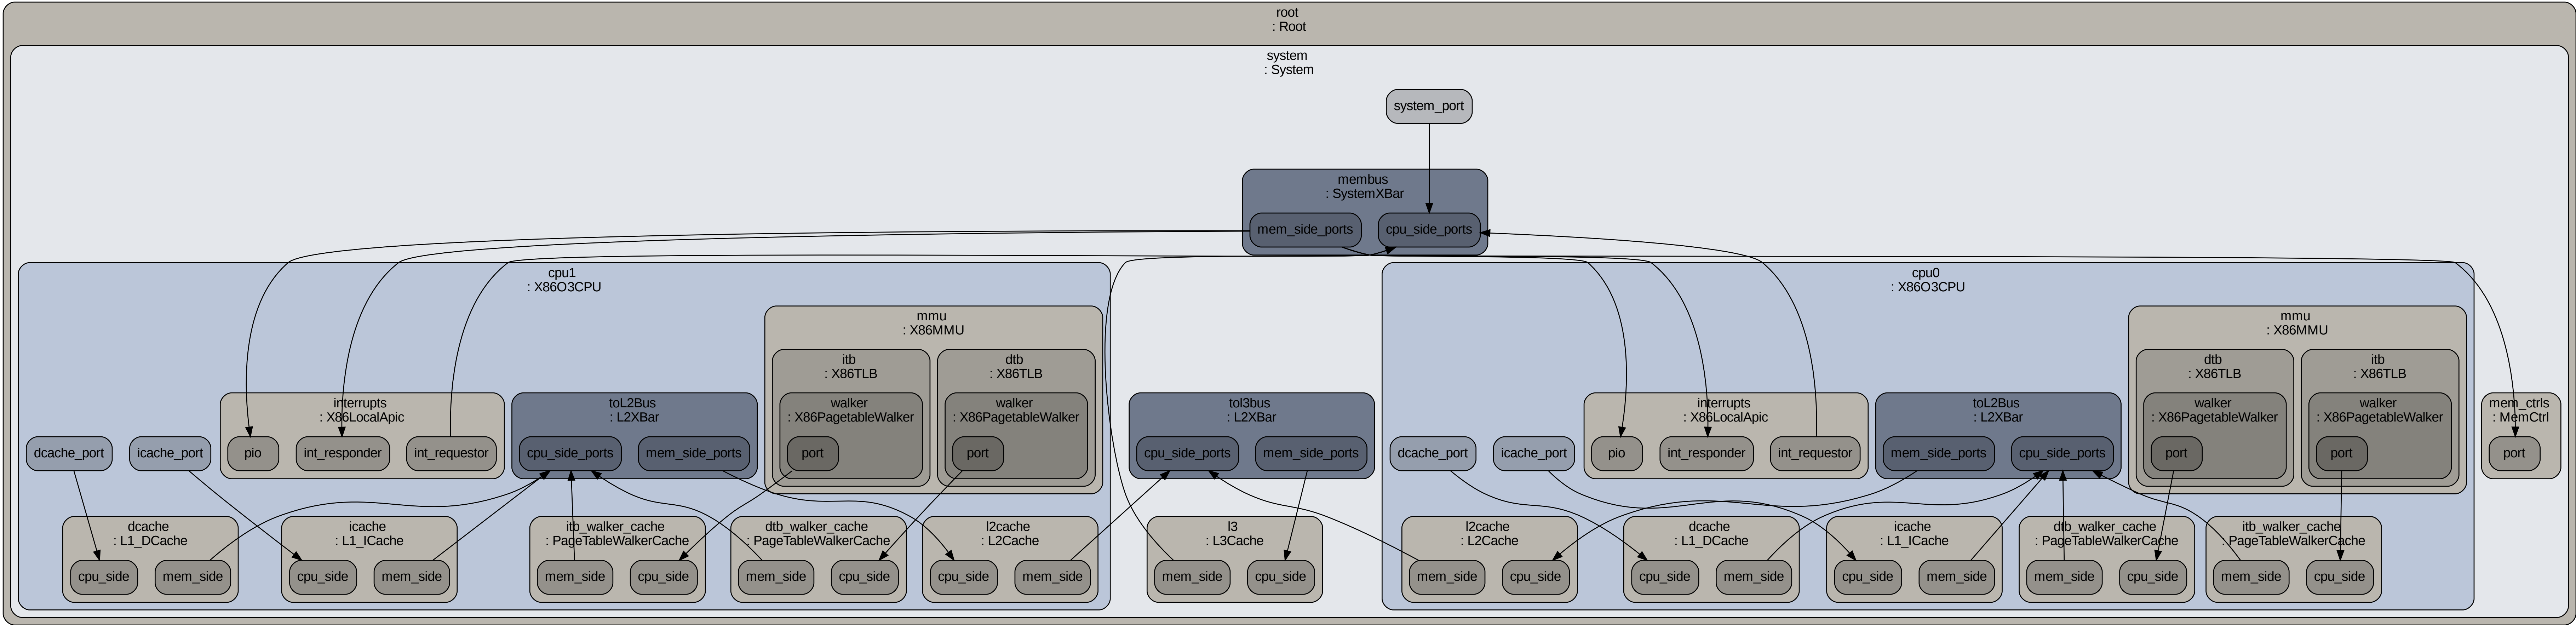 root
: Root
system
: System
system_port
membus
: SystemXBar
mem_side_ports
cpu_side_ports
cpu1
: X86O3CPU
mmu
: X86MMU
itb
: X86TLB
walker
: X86PagetableWalker
port
dtb
: X86TLB
walker
: X86PagetableWalker
port
interrupts
: X86LocalApic
pio
int_responder
int_requestor
toL2Bus
: L2XBar
cpu_side_ports
mem_side_ports
dcache_port
icache_port
dcache
: L1_DCache
cpu_side
mem_side
icache
: L1_ICache
cpu_side
mem_side
itb_walker_cache
: PageTableWalkerCache
mem_side
cpu_side
dtb_walker_cache
: PageTableWalkerCache
mem_side
cpu_side
l2cache
: L2Cache
cpu_side
mem_side
tol3bus
: L2XBar
cpu_side_ports
mem_side_ports
l3
: L3Cache
mem_side
cpu_side
cpu0
: X86O3CPU
mmu
: X86MMU
dtb
: X86TLB
walker
: X86PagetableWalker
port
itb
: X86TLB
walker
: X86PagetableWalker
port
dcache_port
icache_port
interrupts
: X86LocalApic
pio
int_responder
int_requestor
toL2Bus
: L2XBar
mem_side_ports
cpu_side_ports
l2cache
: L2Cache
mem_side
cpu_side
dcache
: L1_DCache
cpu_side
mem_side
icache
: L1_ICache
cpu_side
mem_side
dtb_walker_cache
: PageTableWalkerCache
mem_side
cpu_side
itb_walker_cache
: PageTableWalkerCache
mem_side
cpu_side
mem_ctrls
: MemCtrl
port